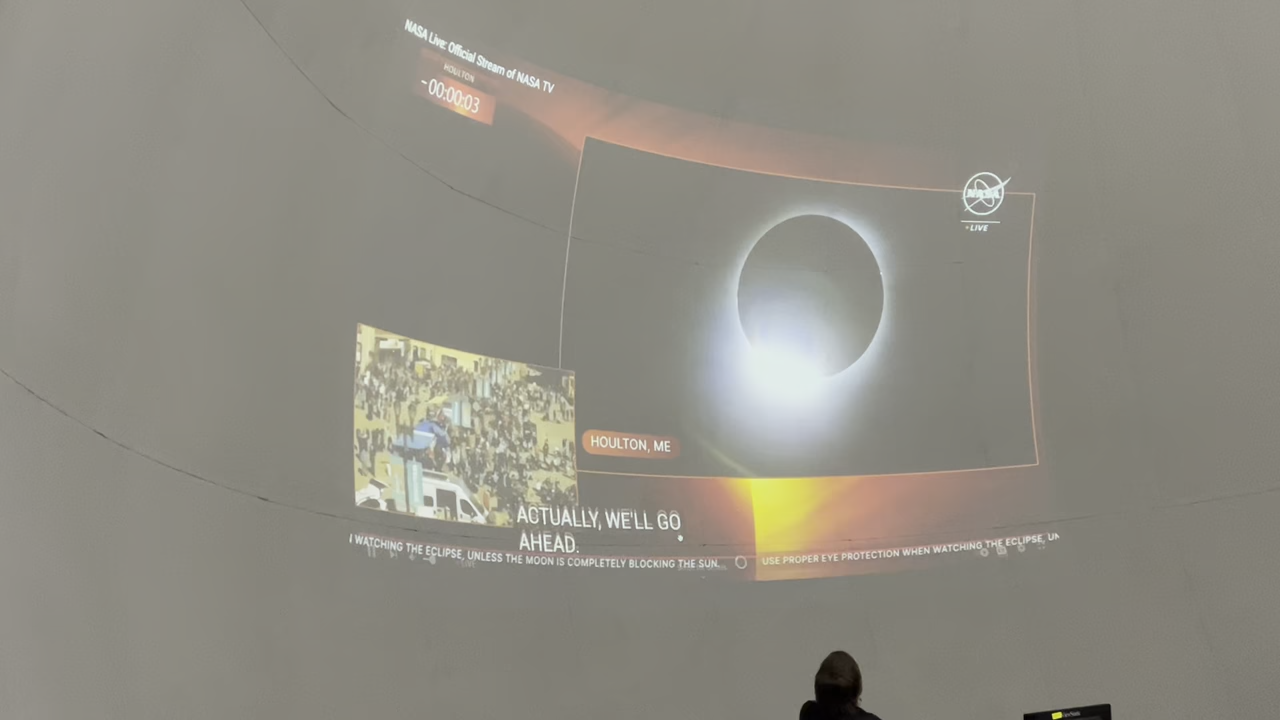 NASA Live: Official Stream of NASA TV
HOULTON
-00:00:03
NASA
LIVE
HOULTON, ME
ACTUALLY, WE'LL GO
AHEAD.
WATCHING THE ECLIPSE, UNLESS THE MOON IS COMPLETELY BLOCKING THE SUN. USE PROPER EYE PROTECTION WHEN WATCHING THE ECLIPSE, UN